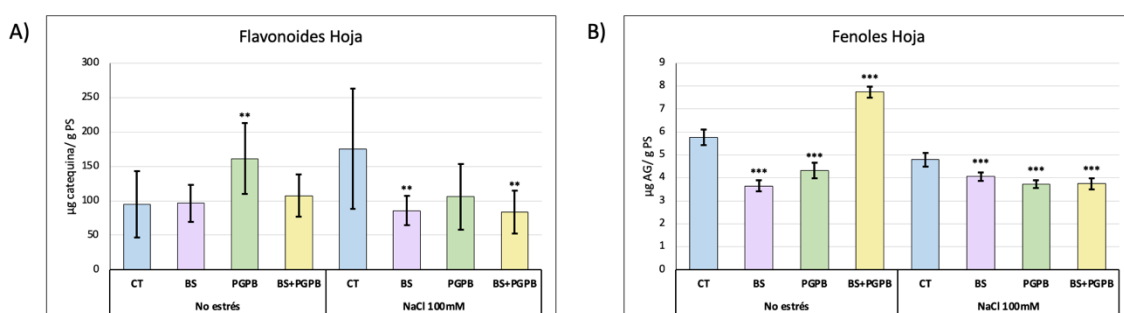 A)
Flavonoides Hoja
µg catequina/ g PS
300
250
200
150
100
50
0
**
**
**
CT BS PGPB BS+PGPB CT BS PGPB BS+PGPB
No estrés NaCl 100mM
B)
Fenoles Hoja
µg AG/ g PS
9
8
7
6
5
4
3
2
1
0
***
***
***
***
***
***
CT BS PGPB BS+PGPB CT BS PGPB BS+PGPB
No estrés NaCl 100mM